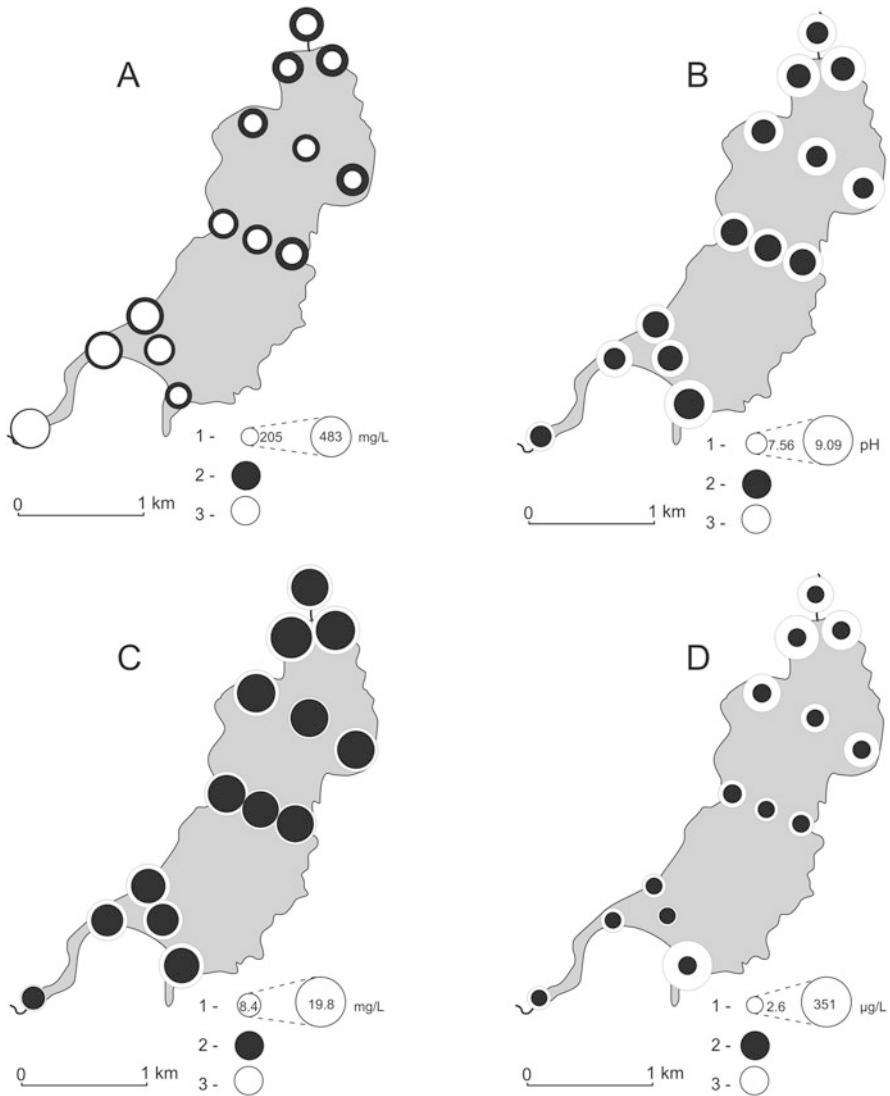 A
1 - 205 483 mg/L
2 -
3 -
0 1 km
B
1 - 7.56 9.09 pH
2 -
3 -
0 1 km
C
1 - 8.4 19.8 mg/L
2 -
3 -
0 1 km
D
1 - 2.6 351 µg/L
2 -
3 -
0 1 km